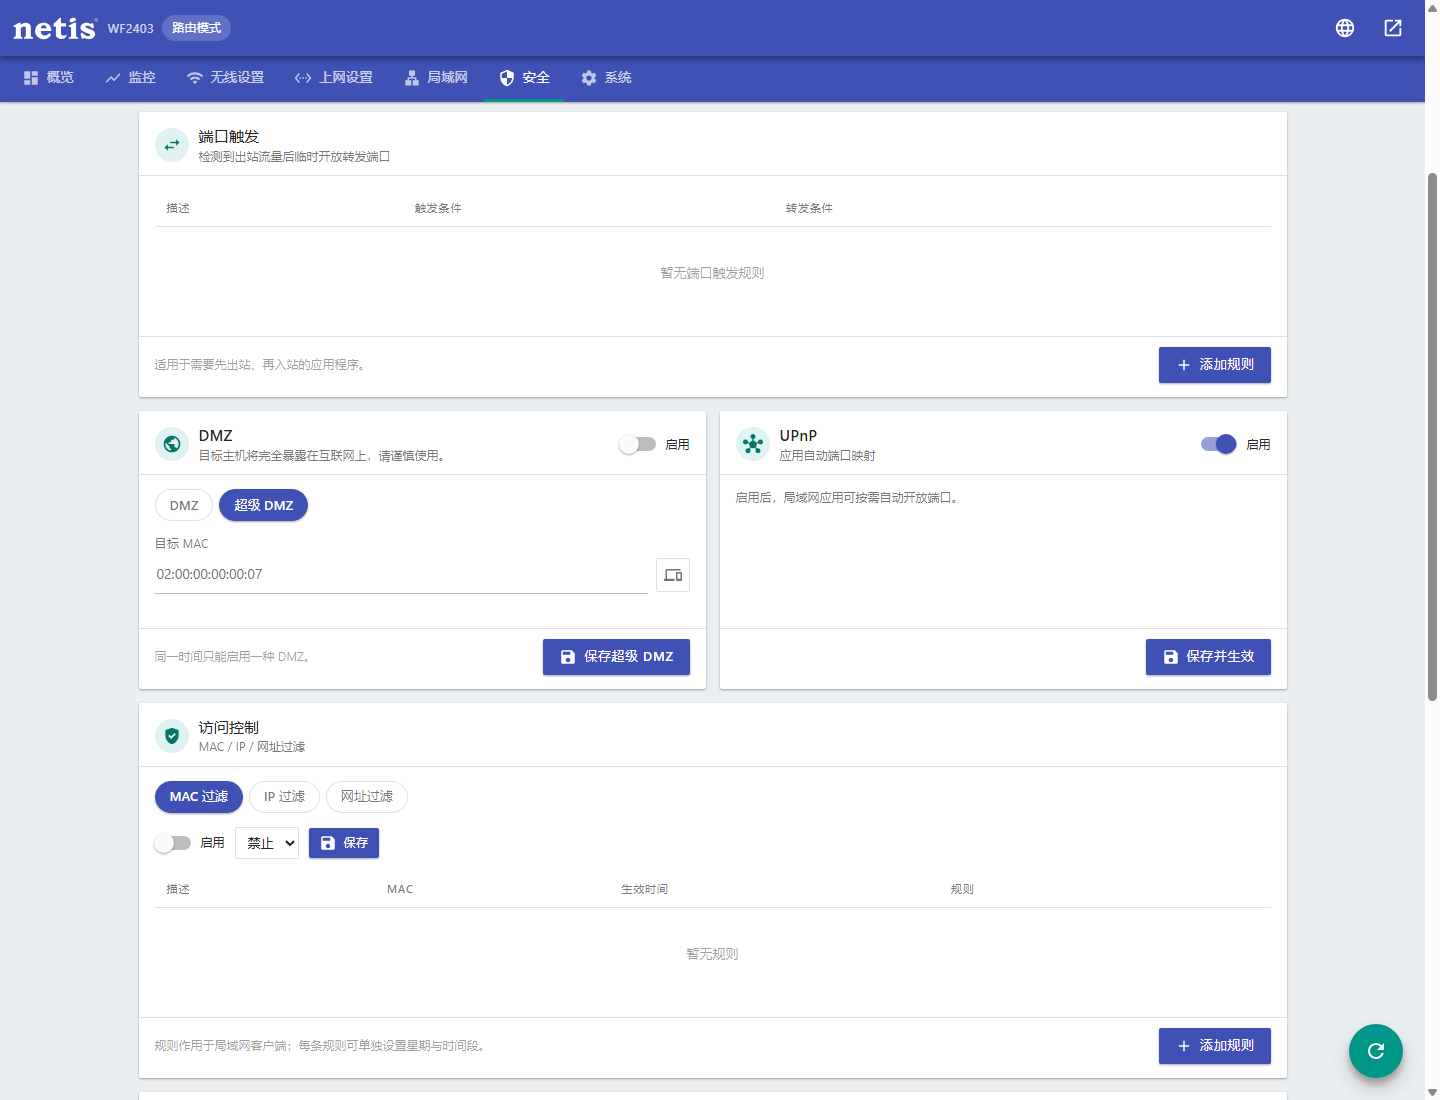 netis WF2403 路由模式
概览 监控 无线设置 上网设置 局域网 安全 系统
端口触发
检测到出站流量后临时开放转发端口
描述 触发条件 转发条件
暂无端口触发规则
适用于需要先出站、再入站的应用程序。 添加规则
DMZ
目标主机将完全暴露在互联网上，请谨慎使用。
启用
DMZ 超级 DMZ
目标 MAC
02:00:00:00:00:07
同一时间只能启用一种 DMZ。 保存超级 DMZ
UPnP
应用自动端口映射
启用
启用后，局域网应用可按需自动开放端口。
保存并生效
访问控制
MAC / IP / 网址过滤
MAC 过滤 IP 过滤 网址过滤
启用 禁止 保存
描述 MAC 生效时间 规则
暂无规则
规则作用于局域网客户端；每条规则可单独设置星期与时间段。 添加规则